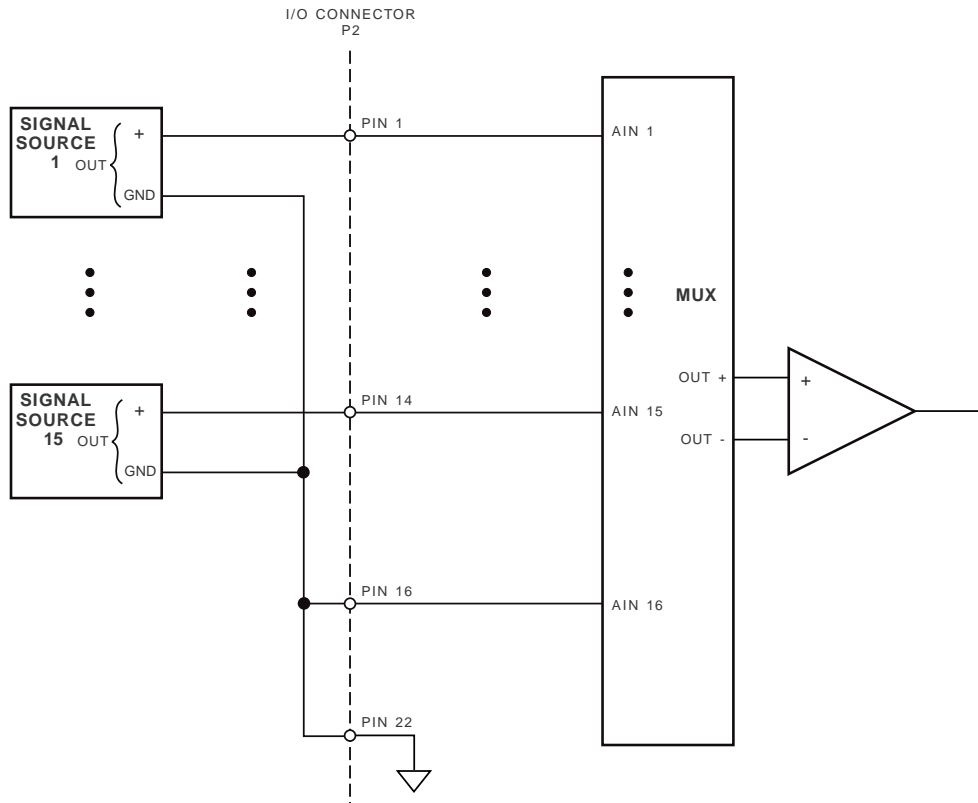 I/O CONNECTOR
P2
SIGNAL
SOURCE
1 OUT
+
GND
PIN 1
AIN 1
MUX
SIGNAL
SOURCE
15 OUT
+
GND
PIN 14
AIN 15
OUT +
OUT -
+
-
PIN 16
AIN 16
PIN 22